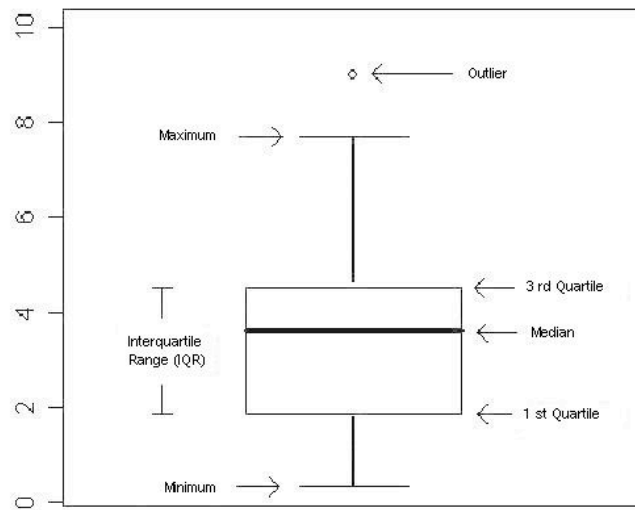 10
Outlier
8
Maximum
6
3 rd Quartile
4
Median
Interquartile
Range (IQR)
2
1 st Quartile
Minimum
0